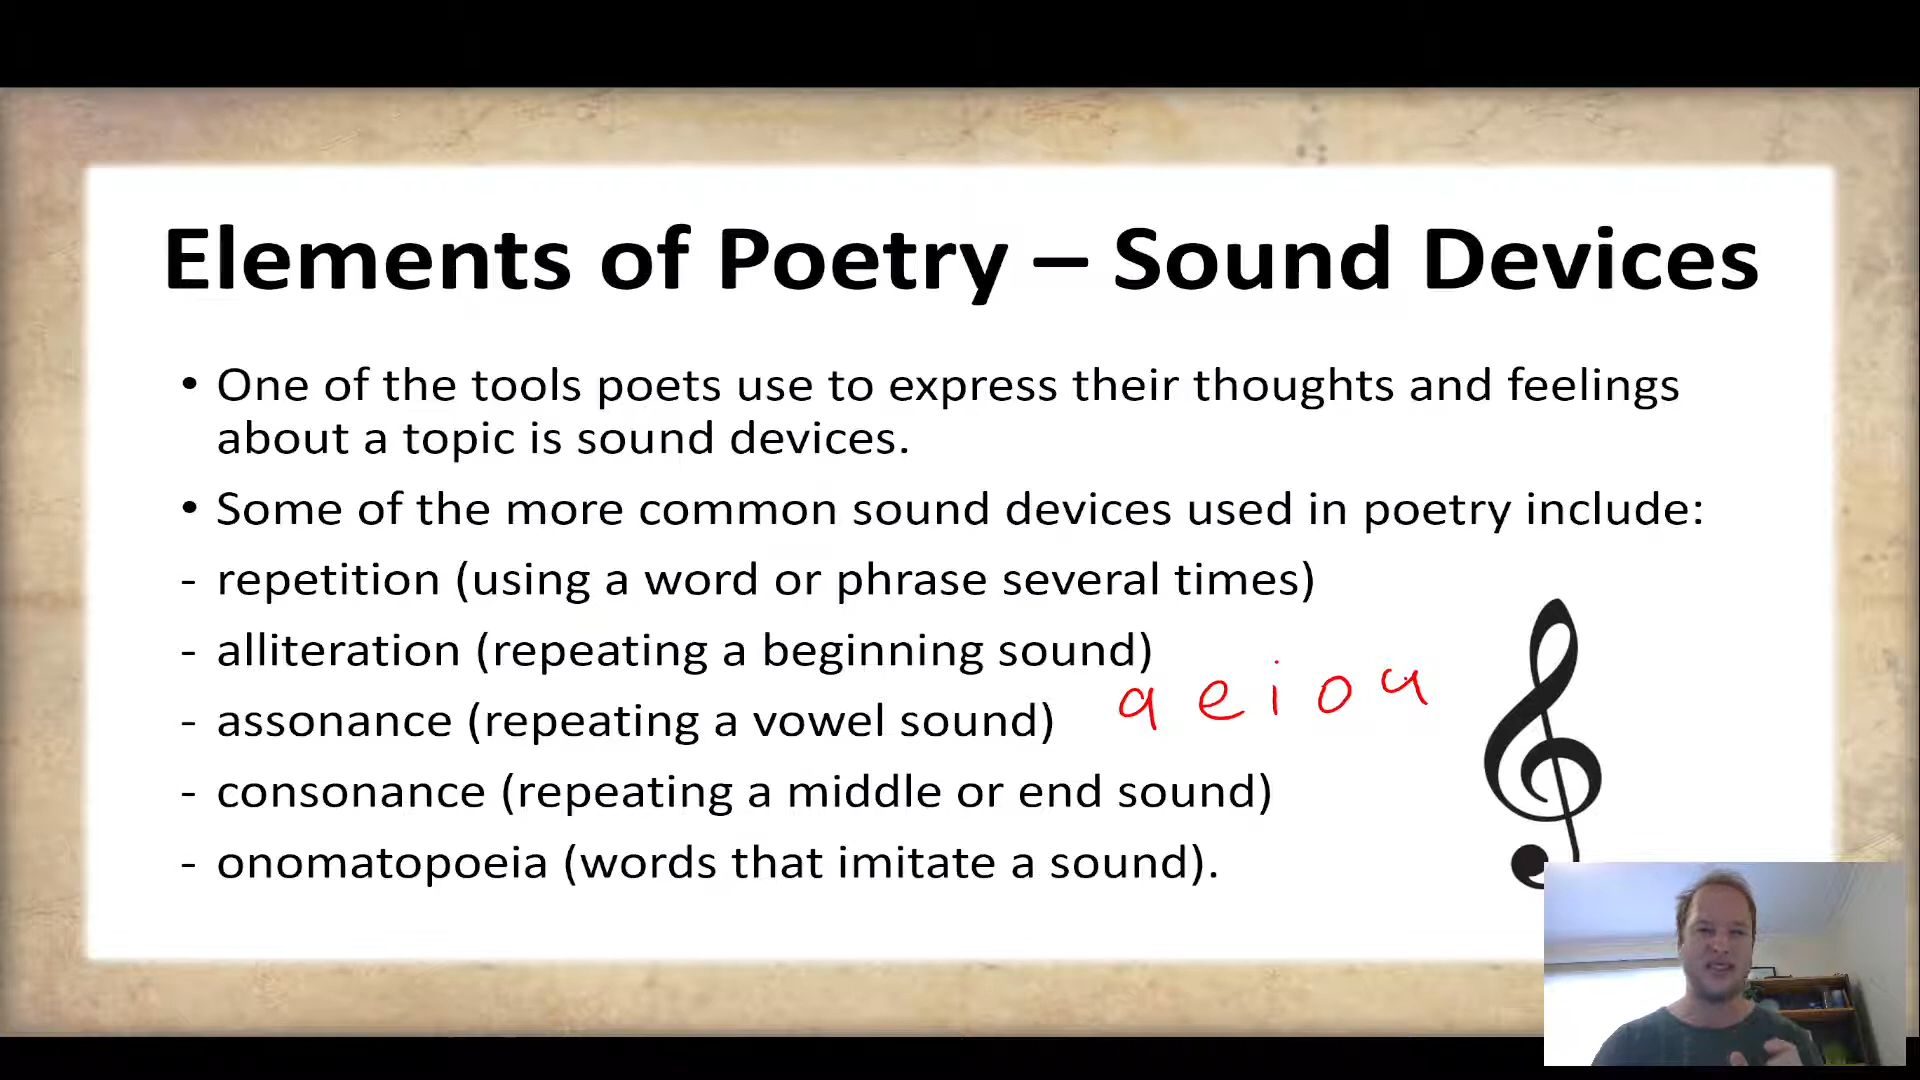 Elements of Poetry – Sound Devices
• One of the tools poets use to express their thoughts and feelings
about a topic is sound devices.
• Some of the more common sound devices used in poetry include:
- repetition (using a word or phrase several times)
- alliteration (repeating a beginning sound)
- assonance (repeating a vowel sound) a e i o u
- consonance (repeating a middle or end sound)
- onomatopoeia (words that imitate a sound).